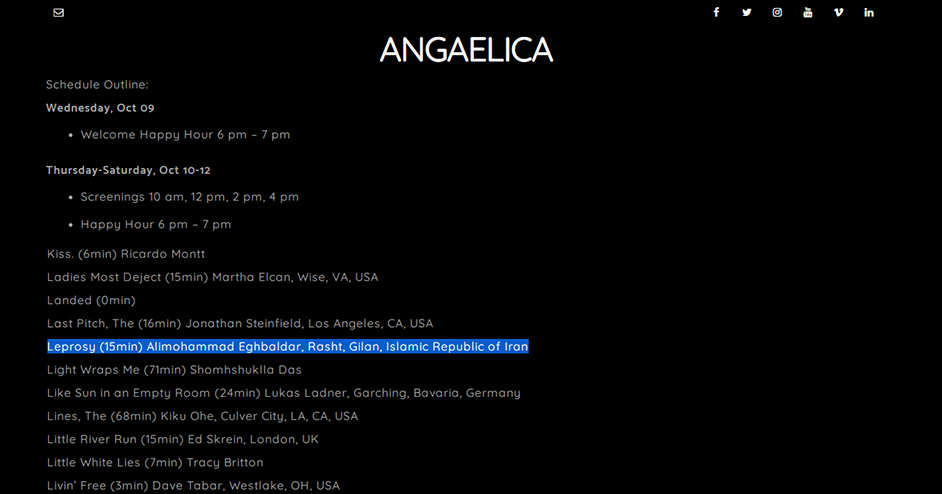 ANGAELICA
Schedule Outline:
Wednesday, Oct 09
• Welcome Happy Hour 6 pm – 7 pm
Thursday-Saturday, Oct 10-12
• Screenings 10 am, 12 pm, 2 pm, 4 pm
• Happy Hour 6 pm – 7 pm
Kiss. (6min) Ricardo Montt
Ladies Most Deject (15min) Martha Elcan, Wise, VA, USA
Landed (0min)
Last Pitch, The (16min) Jonathan Steinfield, Los Angeles, CA, USA
Leprosy (15min) Alimohammad Eghbaldar, Rasht, Gilan, Islamic Republic of Iran
Light Wraps Me (71min) Shomhshuklla Das
Like Sun in an Empty Room (24min) Lukas Ladner, Garching, Bavaria, Germany
Lines, The (68min) Kiku Ohe, Culver City, LA, CA, USA
Little River Run (15min) Ed Skrein, London, UK
Little White Lies (7min) Tracy Britton
Livin’ Free (3min) Dave Tabar, Westlake, OH, USA